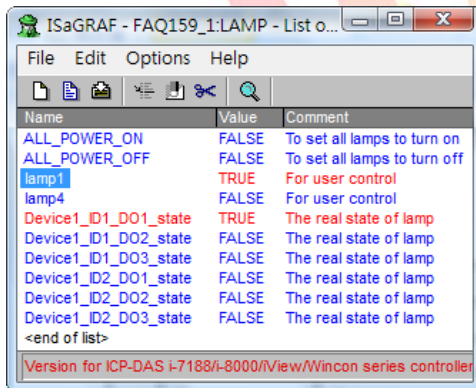 ISaGRAF - FAQ159_1:LAMP - List o...
File Edit Options Help
Name Value Comment
ALL_POWER_ON FALSE To set all lamps to turn on
ALL_POWER_OFF FALSE To set all lamps to turn off
lamp1 TRUE For user control
lamp4 FALSE For user control
Device1_ID1_DO1_state TRUE The real state of lamp
Device1_ID1_DO2_state FALSE The real state of lamp
Device1_ID1_DO3_state FALSE The real state of lamp
Device1_ID2_DO1_state FALSE The real state of lamp
Device1_ID2_DO2_state FALSE The real state of lamp
Device1_ID2_DO3_state FALSE The real state of lamp
<end of list>
Version for ICP-DAS i-7188/i-8000/iView/Wincon series controller